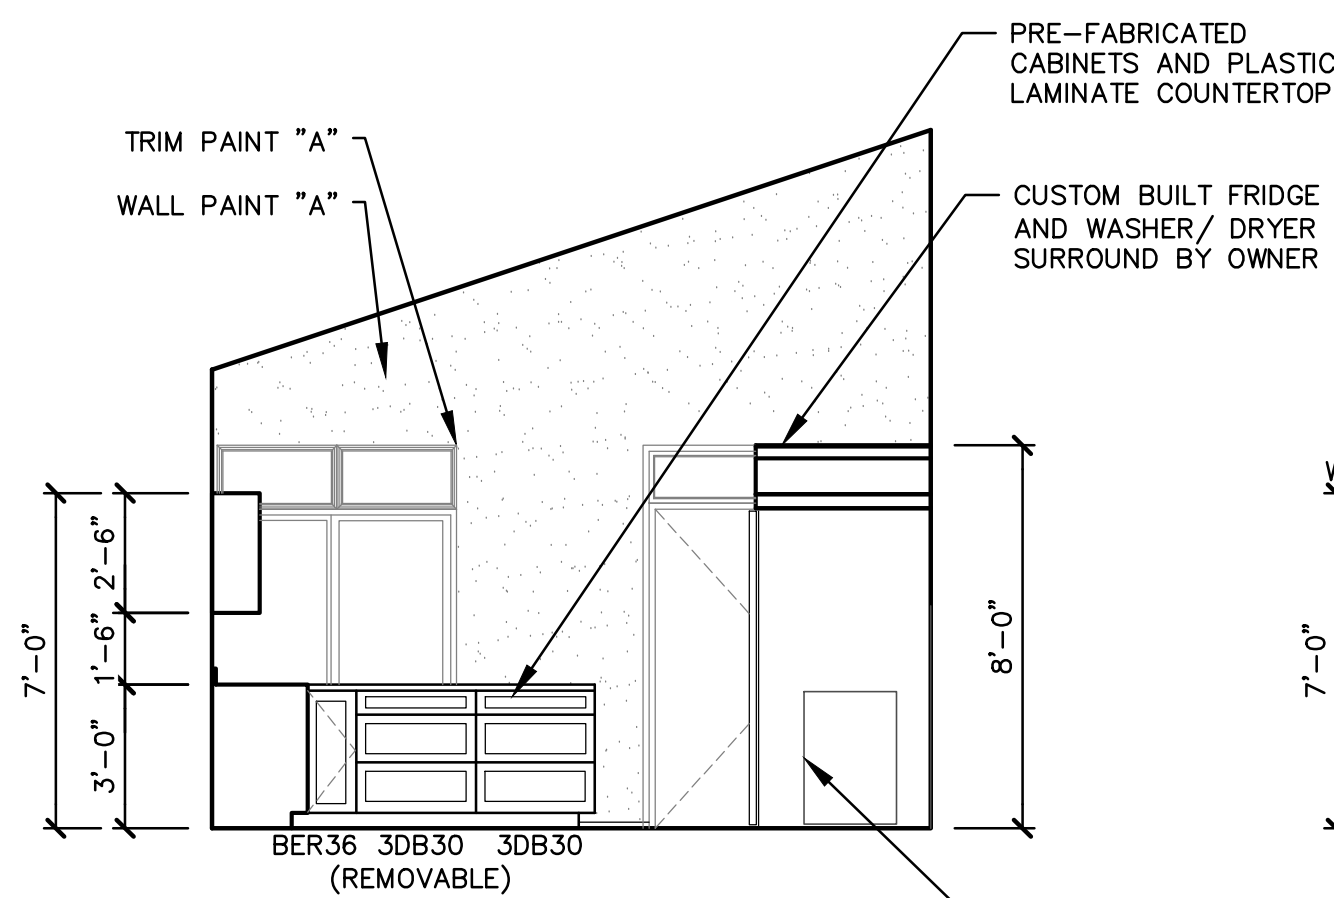 PRE-FABRICATED
CABINETS AND PLASTIC
LAMINATE COUNTERTOP
TRIM PAINT "A"
WALL PAINT "A"
CUSTOM BUILT FRIDGE
AND WASHER/ DRYER
SURROUND BY OWNER
2'-6"
1'-6"
7'-0"
3'-0"
8'-0"
7'-0"
BER36 3DB30 3DB30
(REMOVABLE)